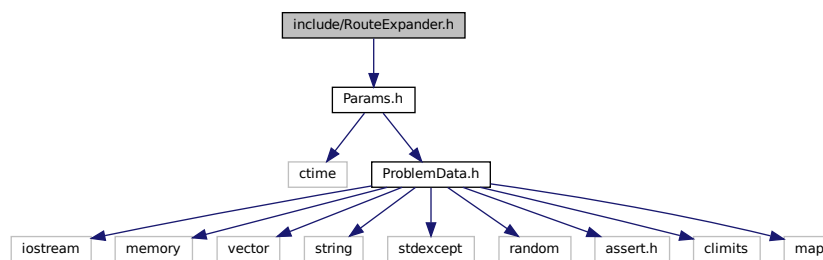 include/RouteExpander.h
Params.h
ctime
ProblemData.h
iostream
memory
vector
string
stdexcept
random
assert.h
climits
map